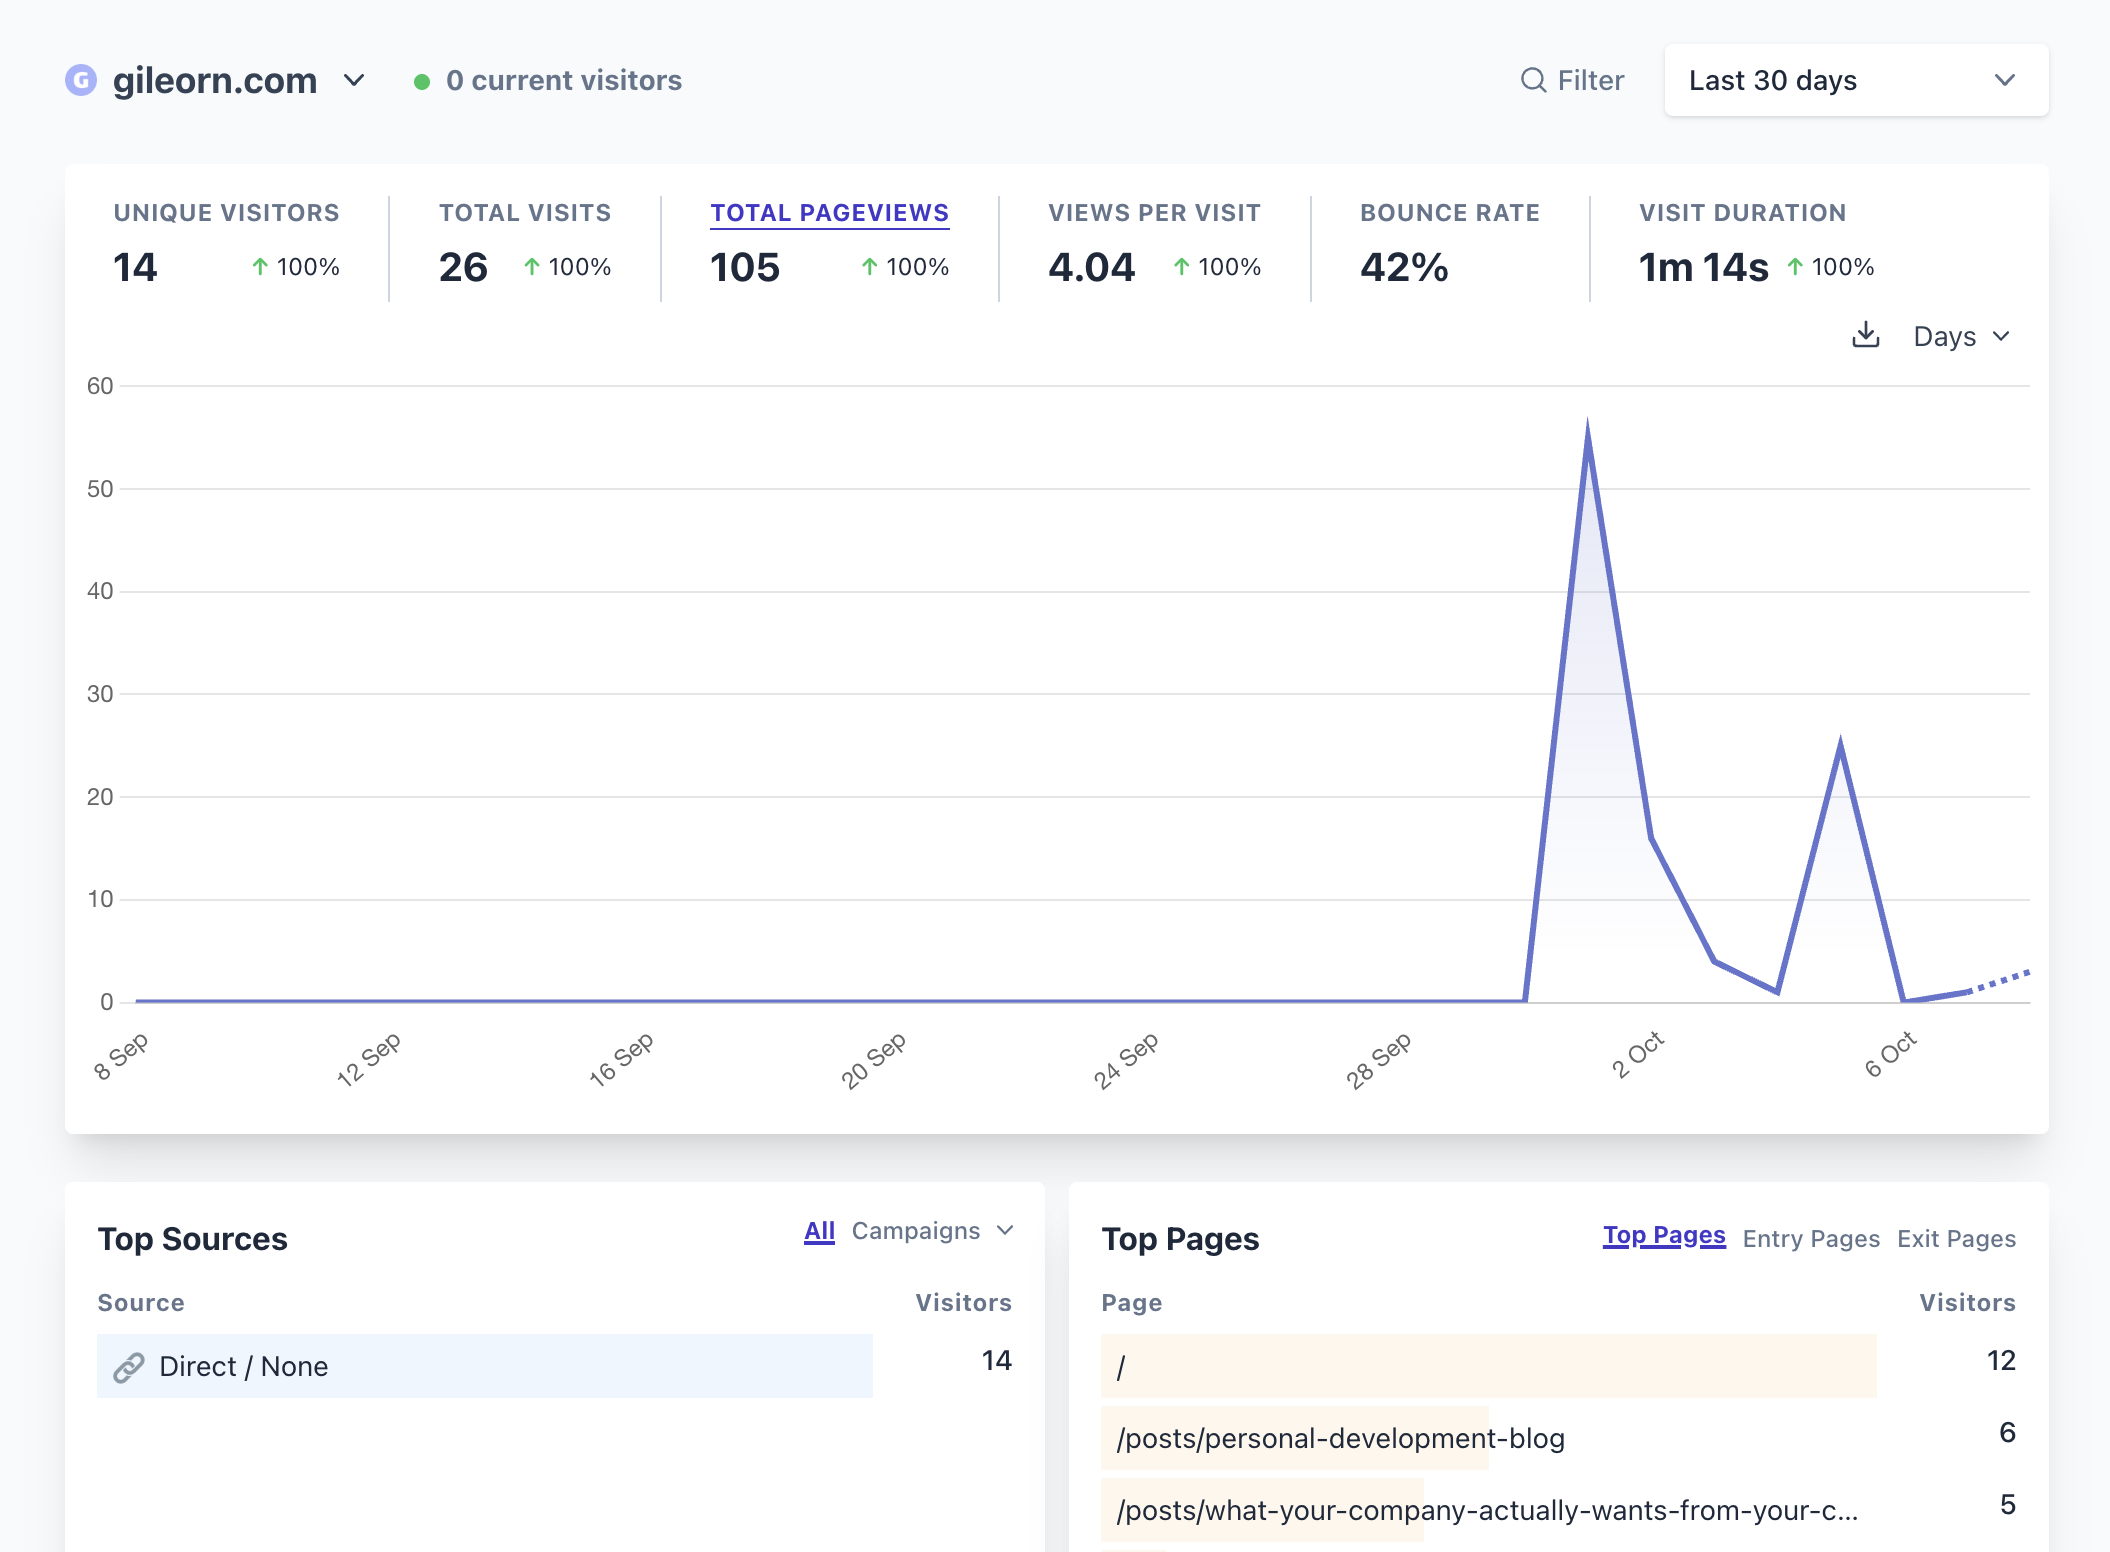 G gileorn.com 0 current visitors Filter Last 30 days
UNIQUE VISITORS TOTAL VISITS TOTAL PAGEVIEWS VIEWS PER VISIT BOUNCE RATE VISIT DURATION
14 ↑ 100% 26 ↑ 100% 105 ↑ 100% 4.04 ↑ 100% 42% 1m 14s ↑ 100%
Days
60
50
40
30
20
10
0
8 Sep 12 Sep 16 Sep 20 Sep 24 Sep 28 Sep 2 Oct 6 Oct
Top Sources All Campaigns
Source Visitors
Direct / None 14
Top Pages Top Pages Entry Pages Exit Pages
Page Visitors
/ 12
/posts/personal-development-blog 6
/posts/what-your-company-actually-wants-from-your-c... 5